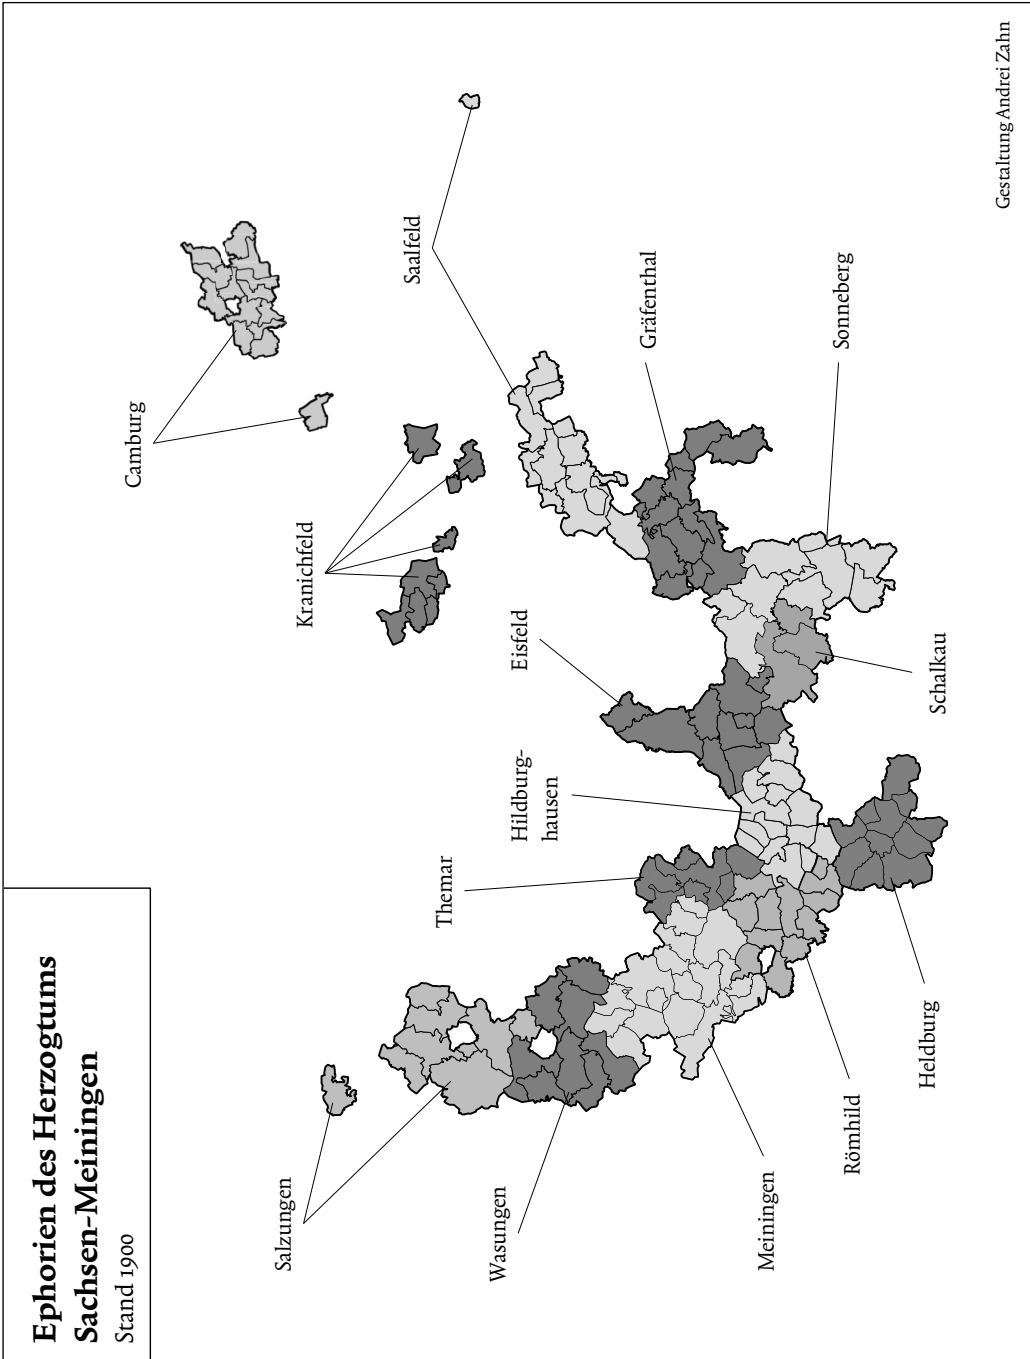 Ephorien des Herzogtums
Sachsen-Meiningen
Stand 1900
Salzungen
Wasungen
Meiningen
Römhild
Heldburg
Themar
Hildburg-
hausen
Eisfeld
Schalkau
Kranichfeld
Camburg
Saalfeld
Gräfenthal
Sonneberg
Gestaltung Andrei Zahn